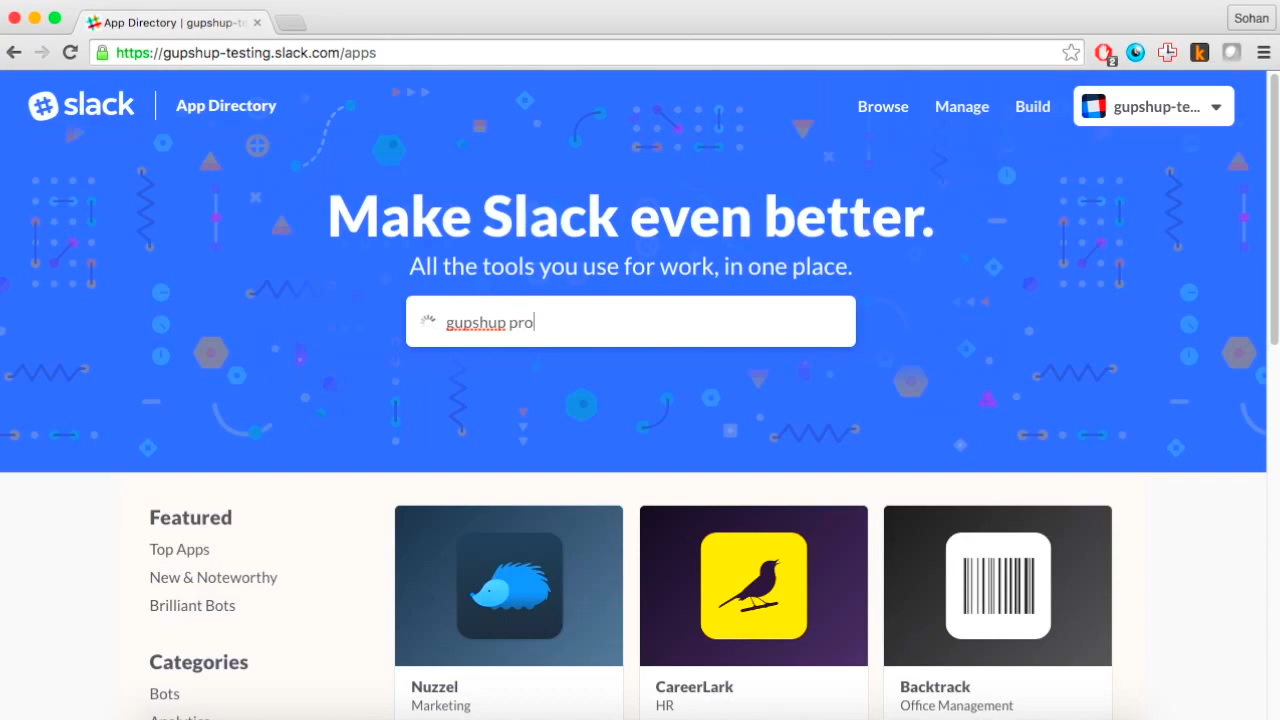 App Directory | gupshup-te
Sohan
https://gupshup-testing.slack.com/apps
2
slack
App Directory
Browse
Manage
Build
gupshup-te...
Make Slack even better.
All the tools you use for work, in one place.
gupshup pro
Featured
Top Apps
New & Noteworthy
Brilliant Bots
Categories
Bots
Analytics
Nuzzel
Marketing
CareerLark
HR
Backtrack
Office Management